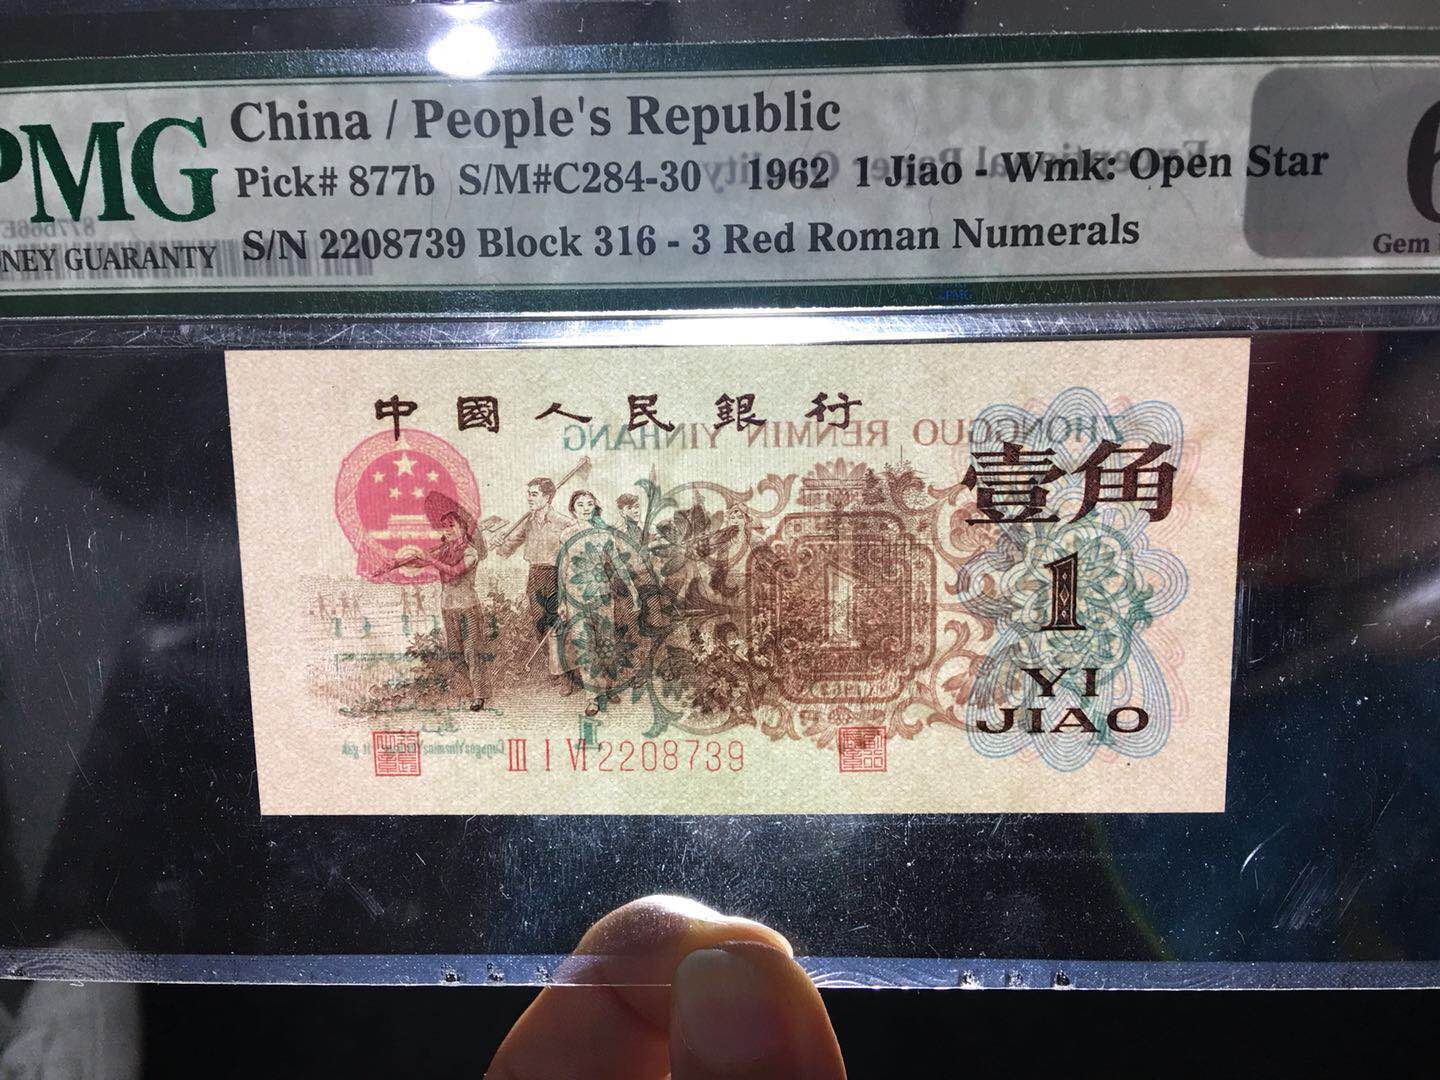 PMG
China / People's Republic
Pick# 877b S/M#C284-30 1962 1 Jiao - Wmk: Open Star
S/N 2208739 Block 316 - 3 Red Roman Numerals
NEY GUARANTY
6
Gem
中國人民銀行
ZHONGGUO RENMIN YINHANG
壹角
1
YI
JIAO
III I VI 2208739